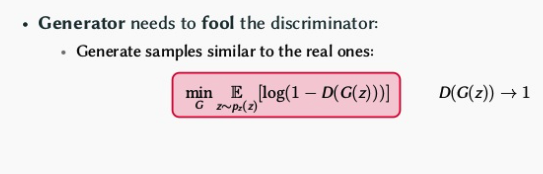 • Generator needs to fool the discriminator:
• Generate samples similar to the real ones:
min_G 𝔼_{z∼p_z(z)} [log(1 − D(G(z)))]    D(G(z)) → 1